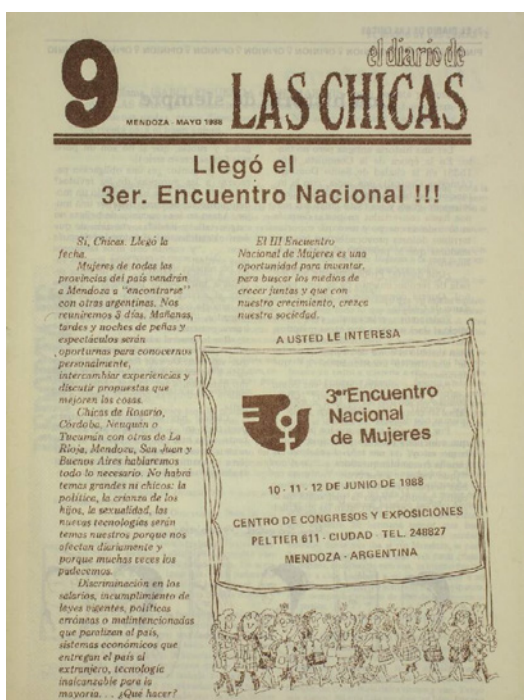 el diario de
9
LAS CHICAS
MENDOZA - MAYO 1988
Llegó el
3er. Encuentro Nacional !!!
Sí, Chicas. Llegó la
fecha.
Mujeres de todas las
provincias del país vendrán
a Mendoza a "encontrarse"
con otras argentinas. Nos
reuniremos 3 días. Mañanas,
tardes y noches de peñas y
espectáculos serán
oportunas para conocernos
personalmente,
intercambiar experiencias y
discutir propuestas que
mejoren las cosas.
Chicas de Rosario,
Córdoba, Neuquén o
Tucumán con otras de La
Rioja, Mendoza, San Juan y
Buenos Aires hablaremos
todo lo necesario. No habrá
temas grandes ni chicos: la
política, la crianza de los
hijos, la sexualidad, las
nuevas tecnologías serán
temas nuestros porque nos
afectan diariamente y
porque muchas veces los
padecemos.
Discriminación en los
salarios, incumplimiento de
leyes vigentes, políticas
erróneas o malintencionadas
que paralizan al país,
sistemas económicos que
entregan el país al
extranjero, tecnología
inalcanzable para la
mayoría. . . ¿Qué hacer?
El III Encuentro
Nacional de Mujeres es una
oportunidad para inventar,
para buscar los medios de
crecer juntas y que con
nuestro crecimiento, crezca
nuestra sociedad.
A USTED LE INTERESA
3er Encuentro
Nacional
de Mujeres
10 - 11 - 12 DE JUNIO DE 1988
CENTRO DE CONGRESOS Y EXPOSICIONES
PELTIER 611 - CIUDAD - TEL. 248827
MENDOZA - ARGENTINA